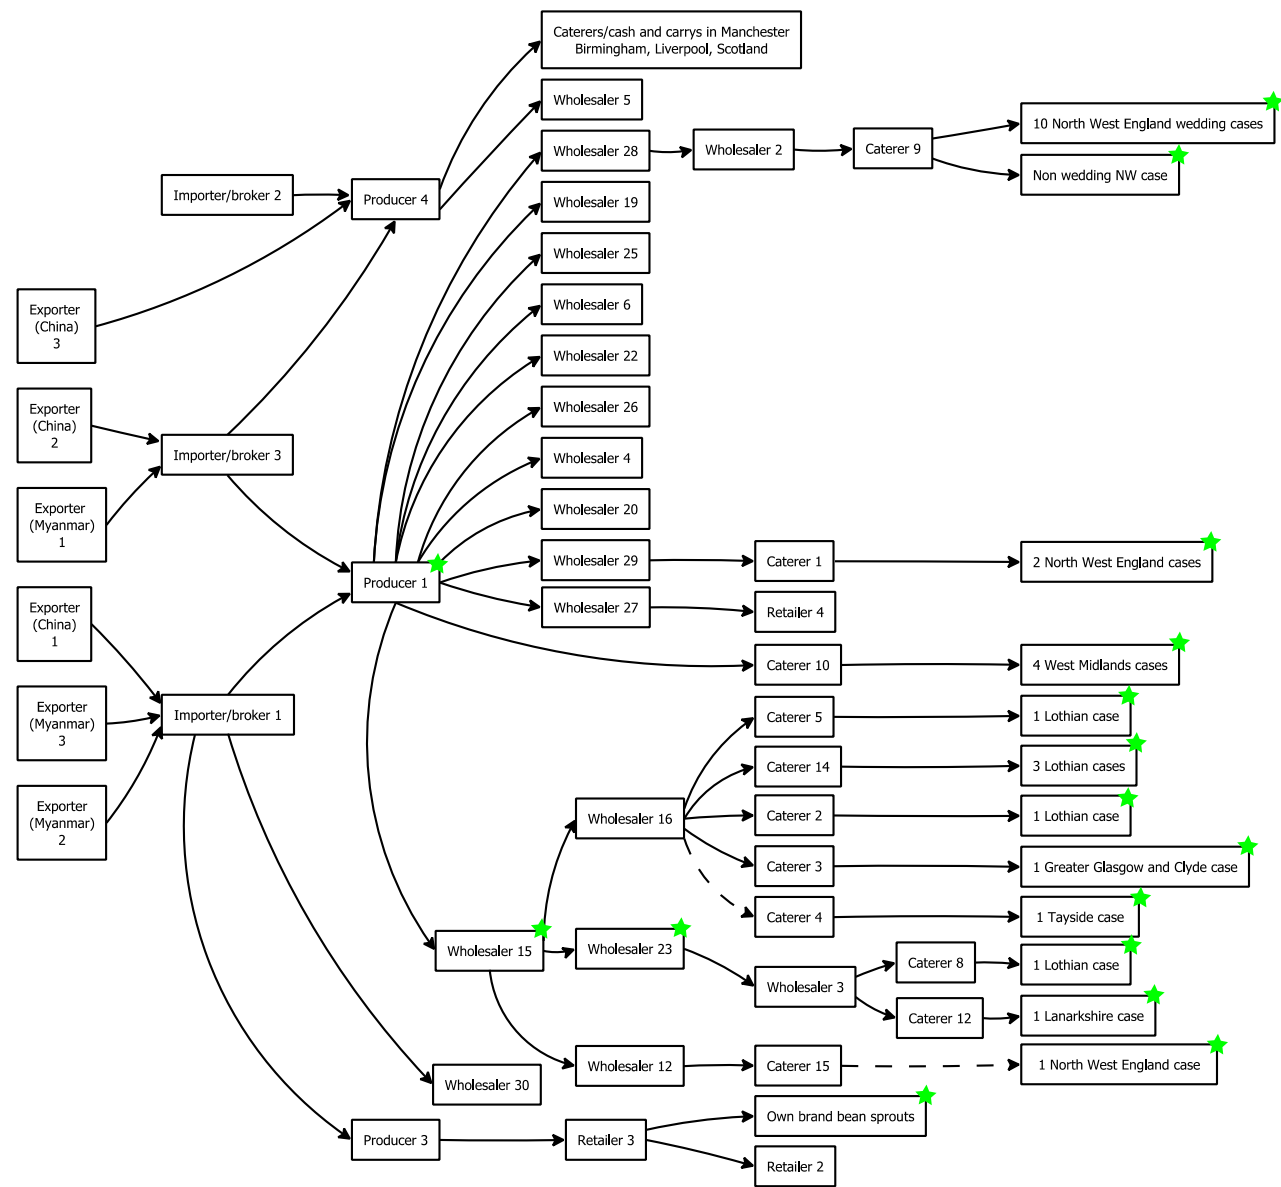 Caterers/cash and carrys in Manchester
Birmingham, Liverpool, Scotland
Wholesaler 5
10 North West England wedding cases
Wholesaler 28
Wholesaler 2
Caterer 9
Non wedding NW case
Importer/broker 2
Producer 4
Wholesaler 19
Wholesaler 25
Exporter
(China)
3
Wholesaler 6
Wholesaler 22
Exporter
(China)
2
Wholesaler 26
Importer/broker 3
Wholesaler 4
Exporter
(Myanmar)
1
Wholesaler 20
Wholesaler 29
Caterer 1
2 North West England cases
Producer 1
Wholesaler 27
Retailer 4
Exporter
(China)
1
Caterer 10
4 West Midlands cases
Exporter
(Myanmar)
3
Importer/broker 1
Caterer 5
1 Lothian case
Caterer 14
3 Lothian cases
Exporter
(Myanmar)
2
Wholesaler 16
Caterer 2
1 Lothian case
Caterer 3
1 Greater Glasgow and Clyde case
Caterer 4
1 Tayside case
Wholesaler 15
Wholesaler 23
Caterer 8
1 Lothian case
Wholesaler 3
Caterer 12
1 Lanarkshire case
Wholesaler 12
Caterer 15
1 North West England case
Wholesaler 30
Own brand bean sprouts
Producer 3
Retailer 3
Retailer 2